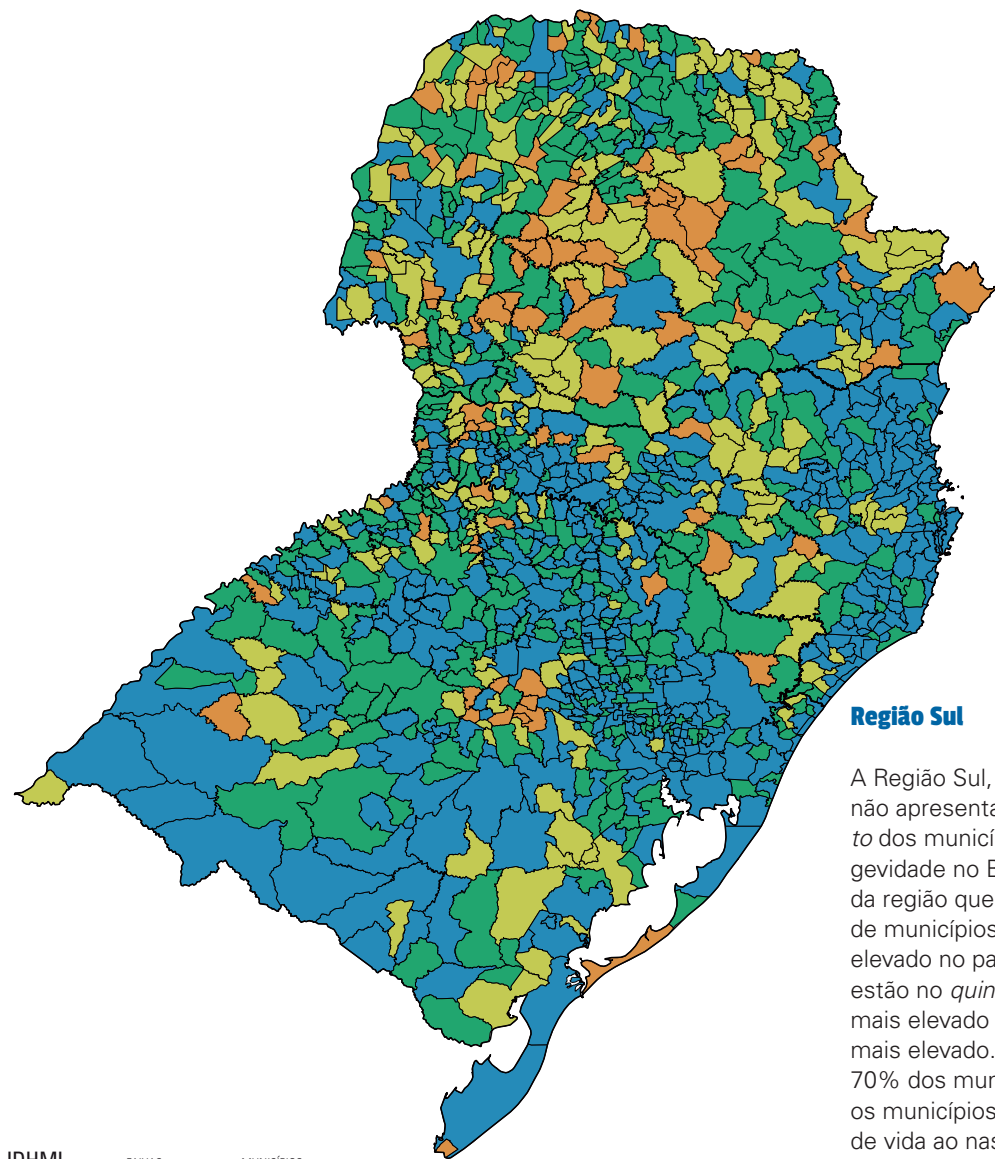 Região Sul
A Região Sul,
não apresenta
to dos municí
gevidade no B
da região que
de municípios
elevado no pa
estão no quin
mais elevado
mais elevado.
70% dos mun
os municípios
de vida ao nas